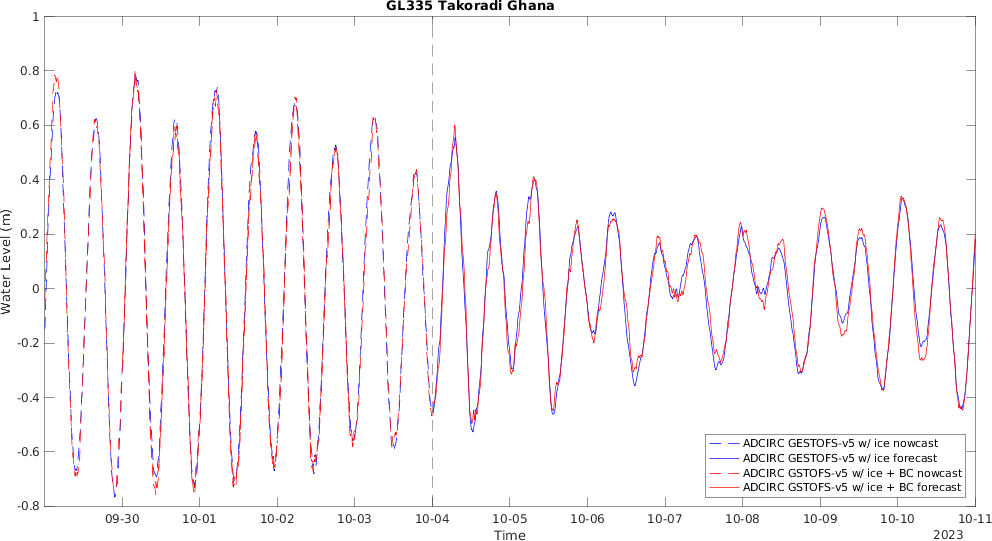 GL335 Takoradi Ghana
1
0.8
0.6
0.4
0.2
0
-0.2
-0.4
-0.6
-0.8
Water Level (m)
ADCIRC GESTOFS-v5 w/ ice nowcast
ADCIRC GESTOFS-v5 w/ ice forecast
ADCIRC GSTOFS-v5 w/ ice + BC nowcast
ADCIRC GSTOFS-v5 w/ ice + BC forecast
09-30 10-01 10-02 10-03 10-04 10-05 10-06 10-07 10-08 10-09 10-10 10-11
Time
2023